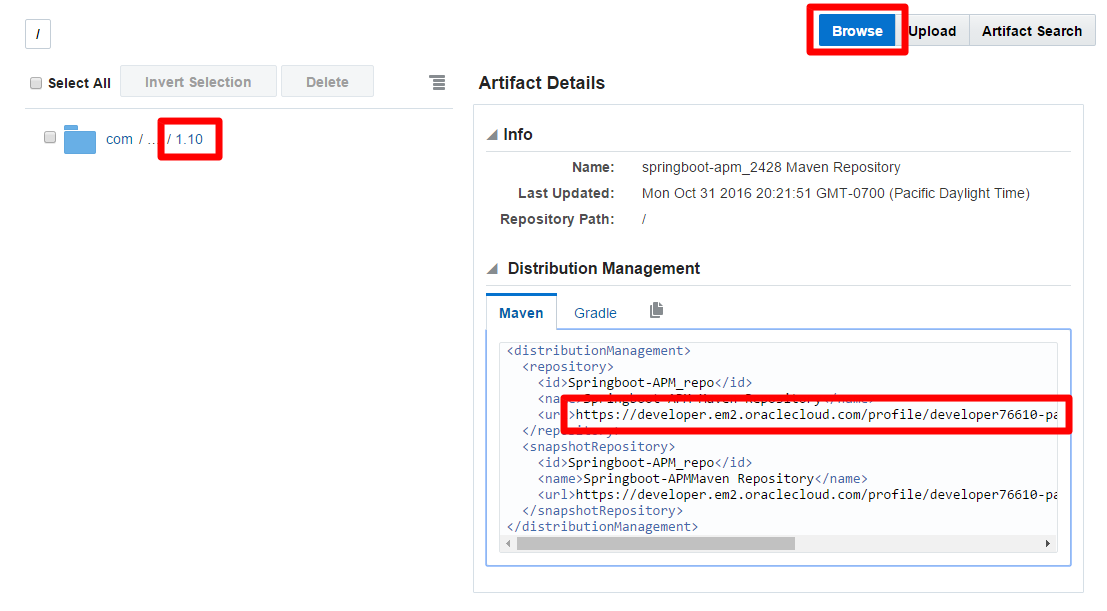 /
Browse
Upload
Artifact Search
Select All
Invert Selection
Delete
com / ... / 1.10
Artifact Details
Info
Name: springboot-apm_2428 Maven Repository
Last Updated: Mon Oct 31 2016 20:21:51 GMT-0700 (Pacific Daylight Time)
Repository Path: /
Distribution Management
Maven
Gradle
<distributionManagement>
<repository>
<id>Springboot-APM_repo</id>
<name>Springboot-APM Maven Repository</name>
<url>https://developer.em2.oraclecloud.com/profile/developer76610-pa
</repository>
<snapshotRepository>
<id>Springboot-APM_repo</id>
<name>Springboot-APMMaven Repository</name>
<url>https://developer.em2.oraclecloud.com/profile/developer76610-pa
</snapshotRepository>
</distributionManagement>